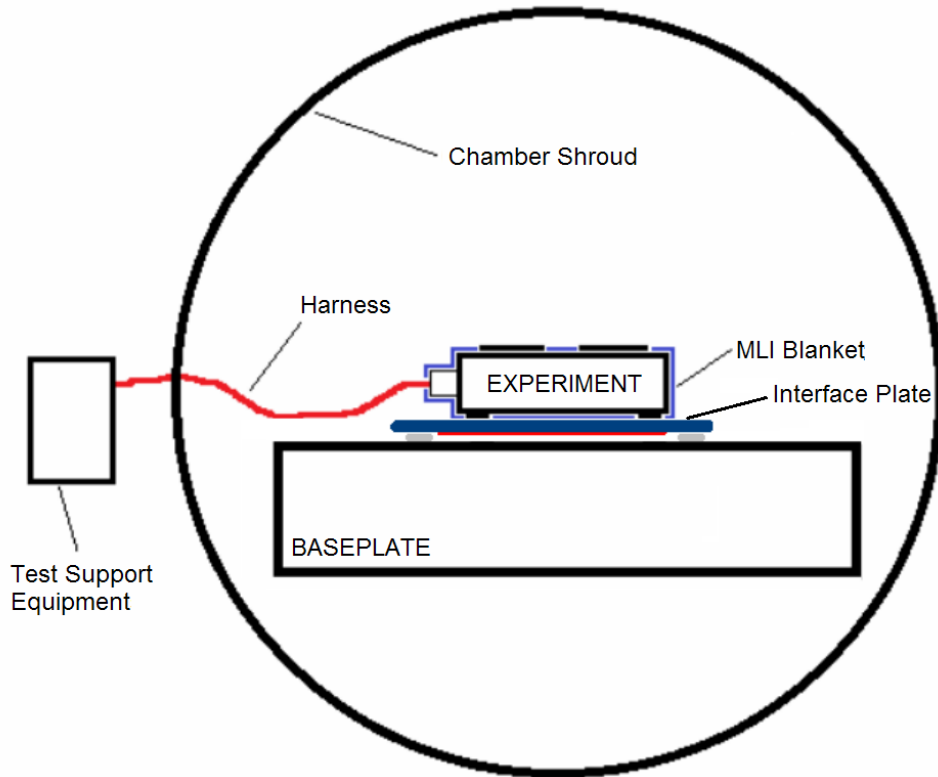 Chamber Shroud
Harness
MLI Blanket
EXPERIMENT
Interface Plate
BASEPLATE
Test Support
Equipment